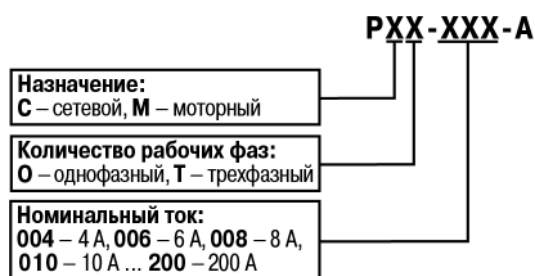 РХХ-ХХХ-А
Назначение:
С – сетевой, М – моторный
Количество рабочих фаз:
О – однофазный, Т – трехфазный
Номинальный ток:
004 – 4 А, 006 – 6 А, 008 – 8 А,
010 – 10 А ... 200 – 200 А